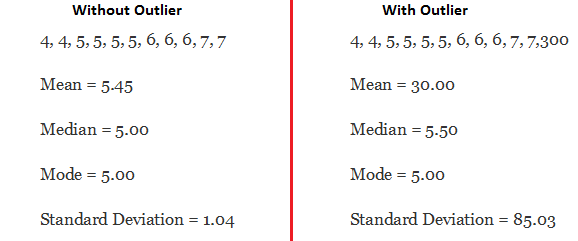 Without Outlier
4, 4, 5, 5, 5, 5, 6, 6, 6, 7, 7
Mean = 5.45
Median = 5.00
Mode = 5.00
Standard Deviation = 1.04
With Outlier
4, 4, 5, 5, 5, 5, 6, 6, 6, 7, 7,300
Mean = 30.00
Median = 5.50
Mode = 5.00
Standard Deviation = 85.03